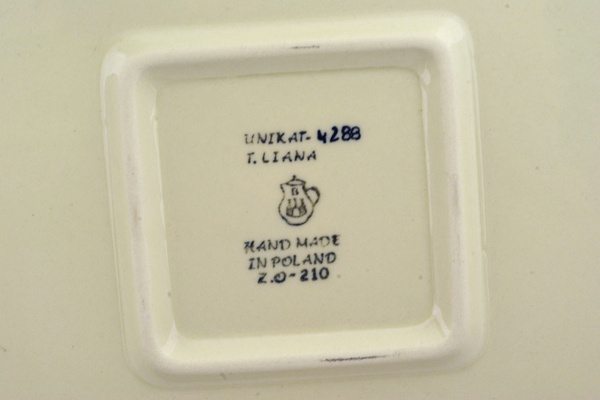 UNIKAT-4288
T. LIANA
B
HAND MADE
IN POLAND
Z.O-210